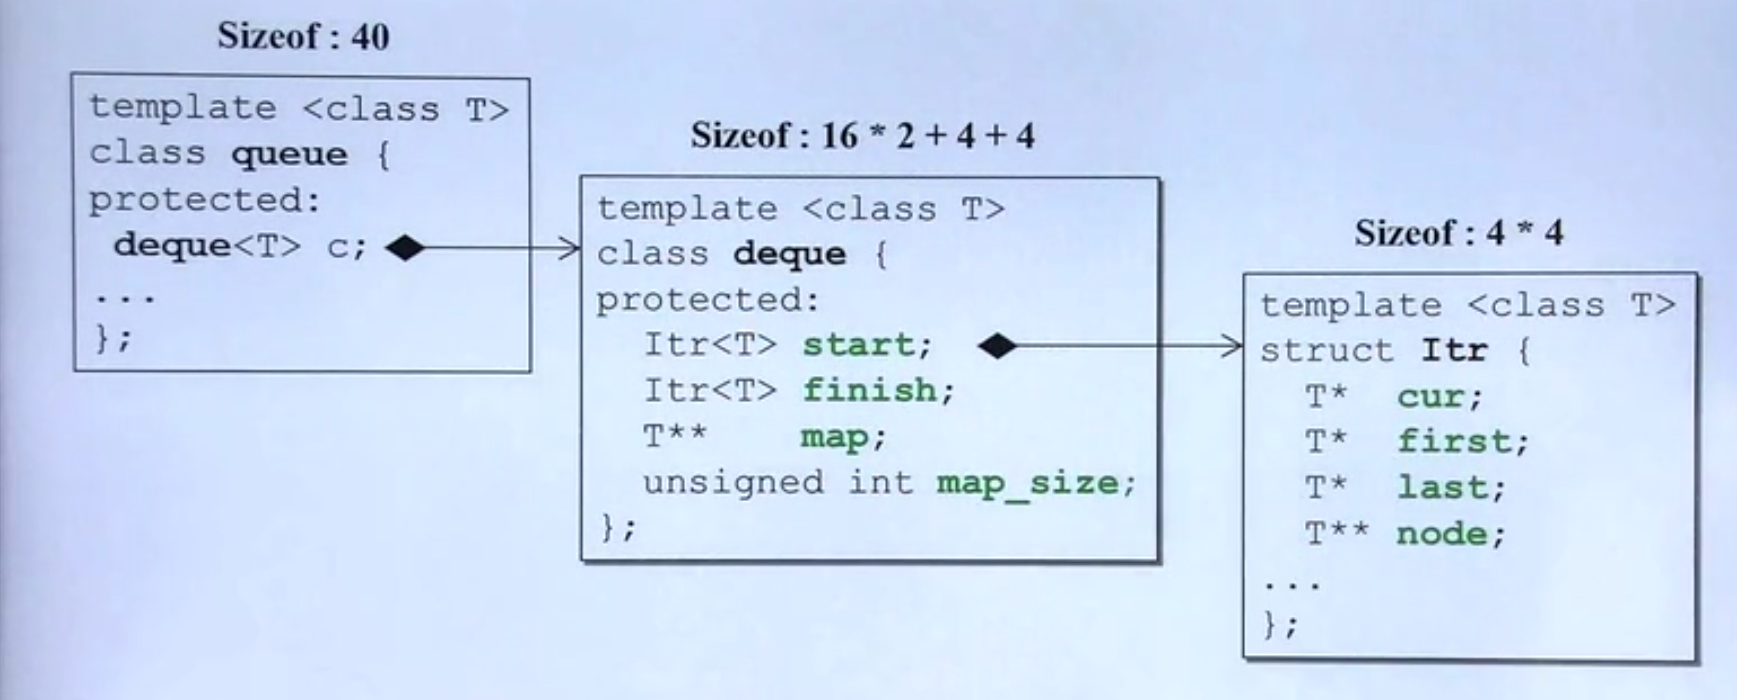 Sizeof : 40
template <class T>
class queue {
protected:
deque<T> c;
...
};
Sizeof : 16 * 2 + 4 + 4
template <class T>
class deque {
protected:
Itr<T> start;
Itr<T> finish;
T** map;
unsigned int map_size;
};
Sizeof : 4 * 4
template <class T>
struct Itr {
T* cur;
T* first;
T* last;
T** node;
...
};